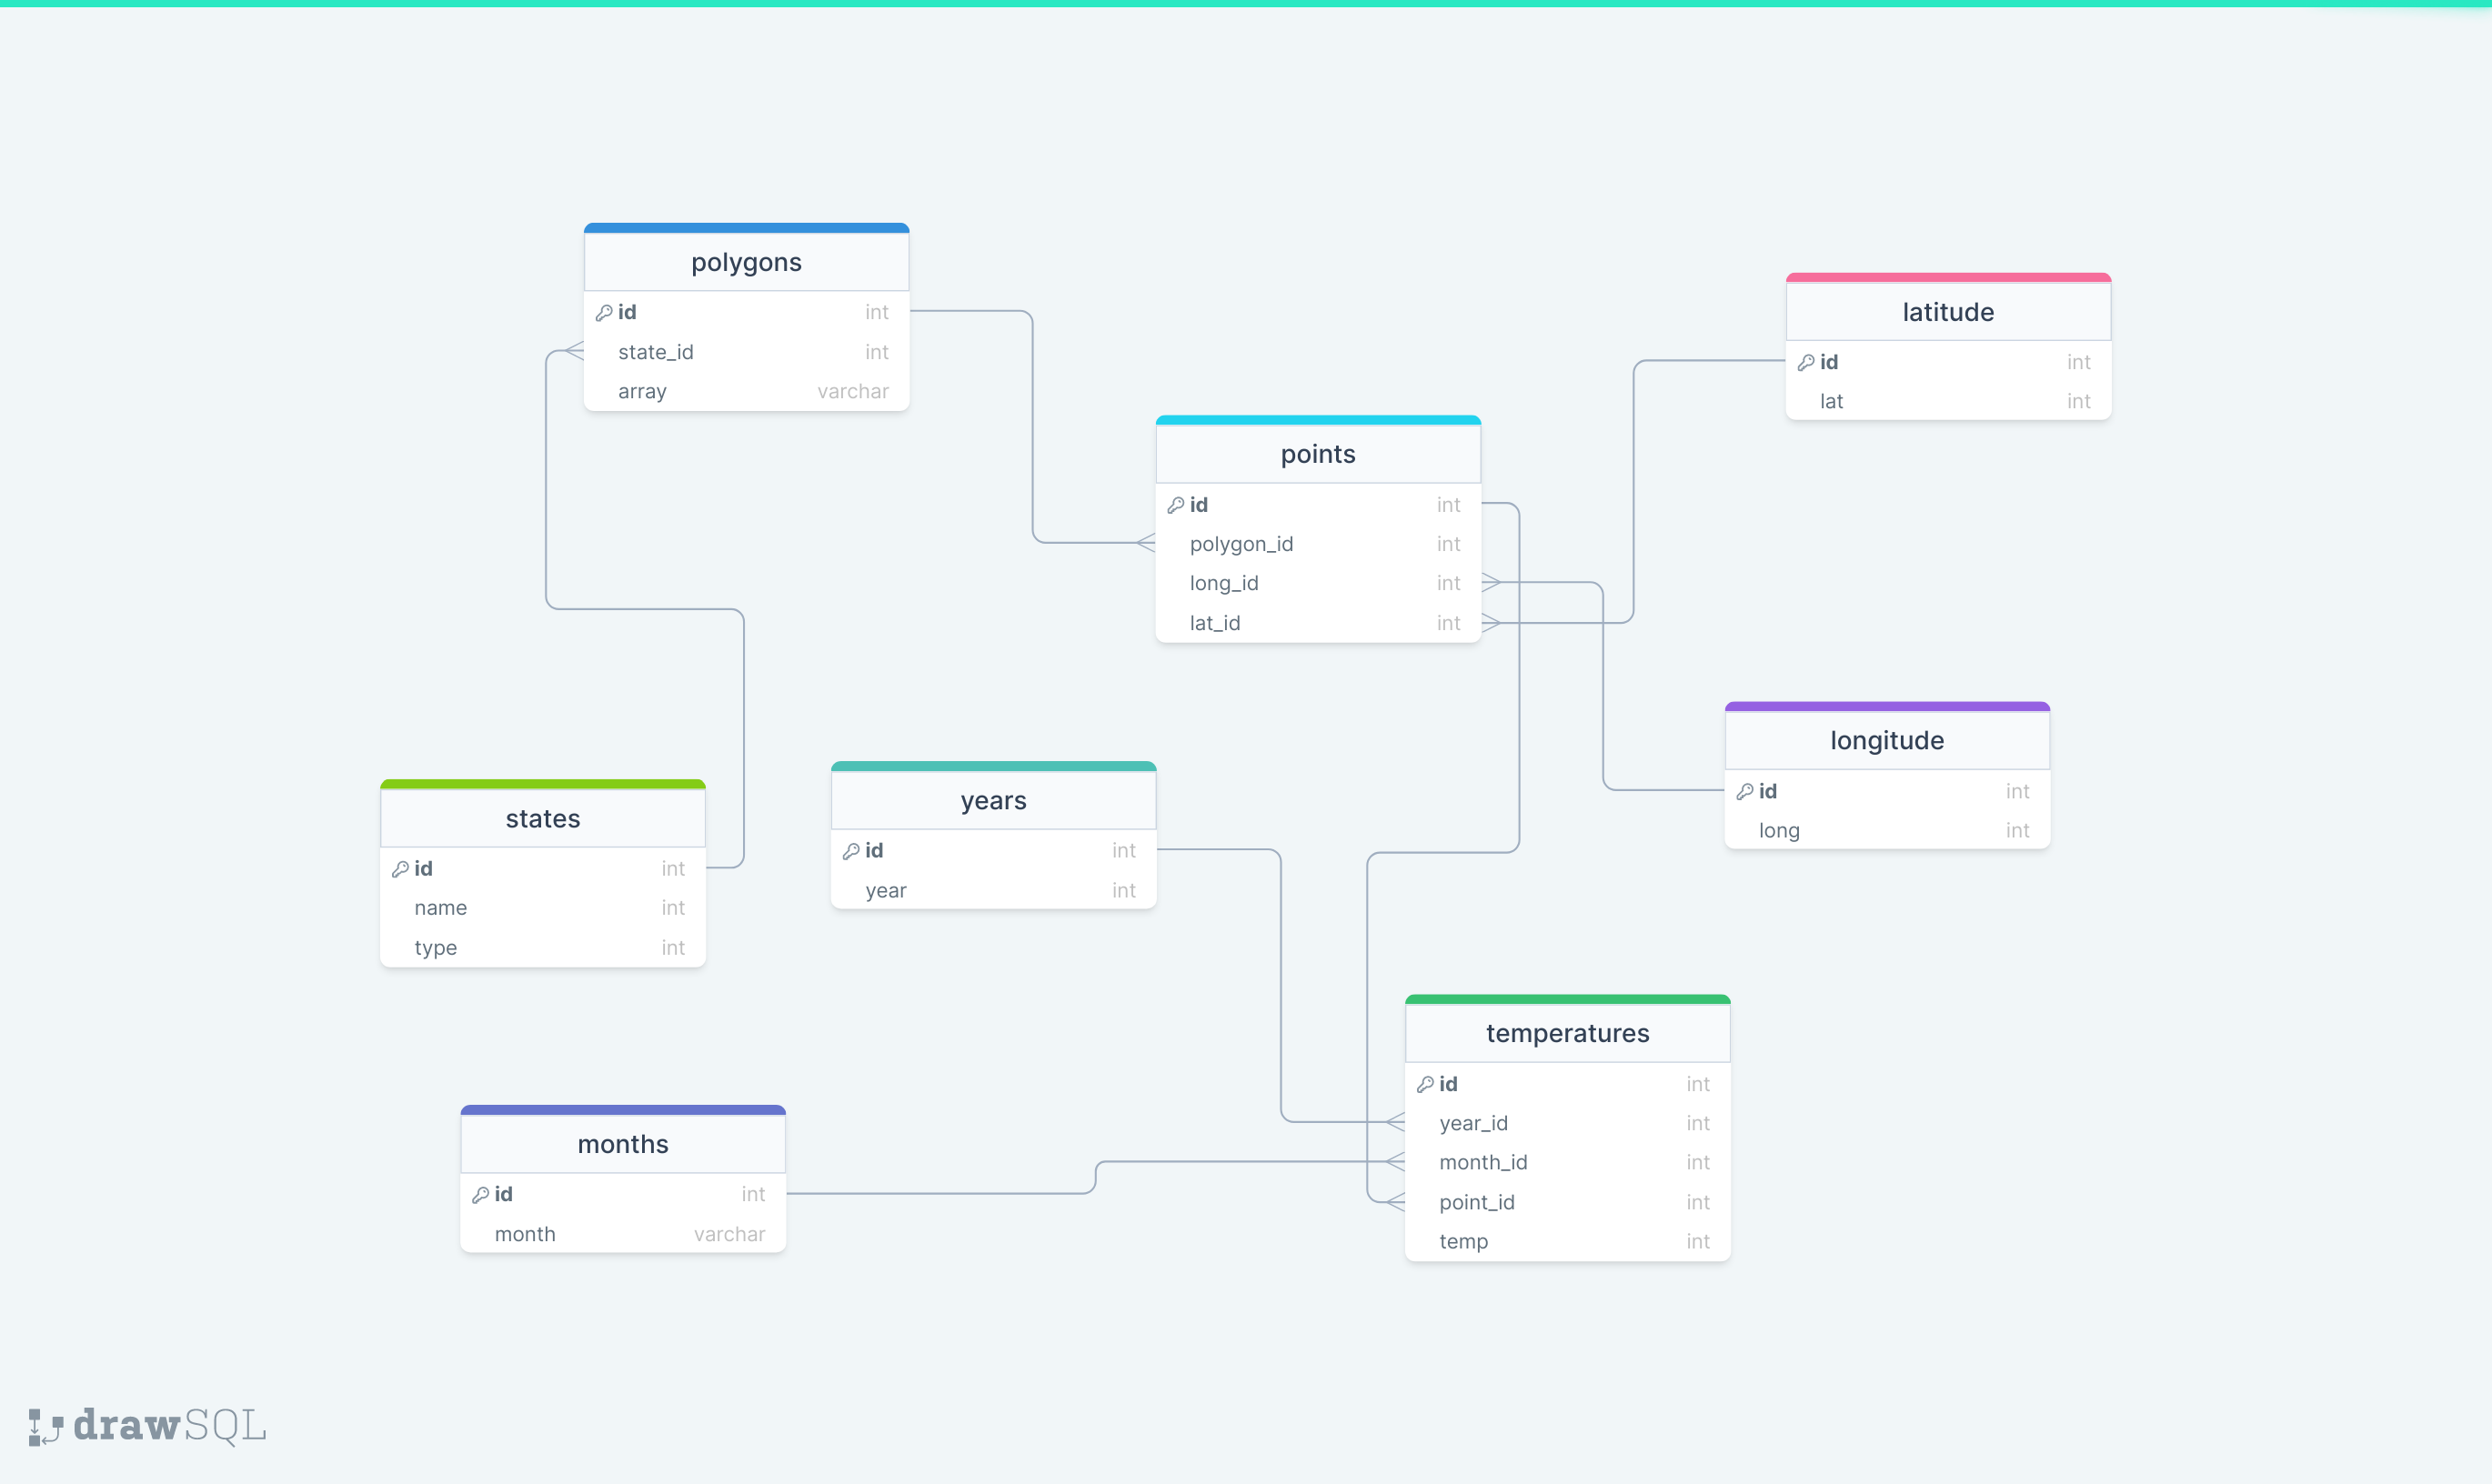 polygons
id int
state_id int
array varchar
latitude
id int
lat int
points
id int
polygon_id int
long_id int
lat_id int
longitude
id int
long int
states
id int
name int
type int
years
id int
year int
temperatures
id int
year_id int
month_id int
point_id int
temp int
months
id int
month varchar
drawSQL